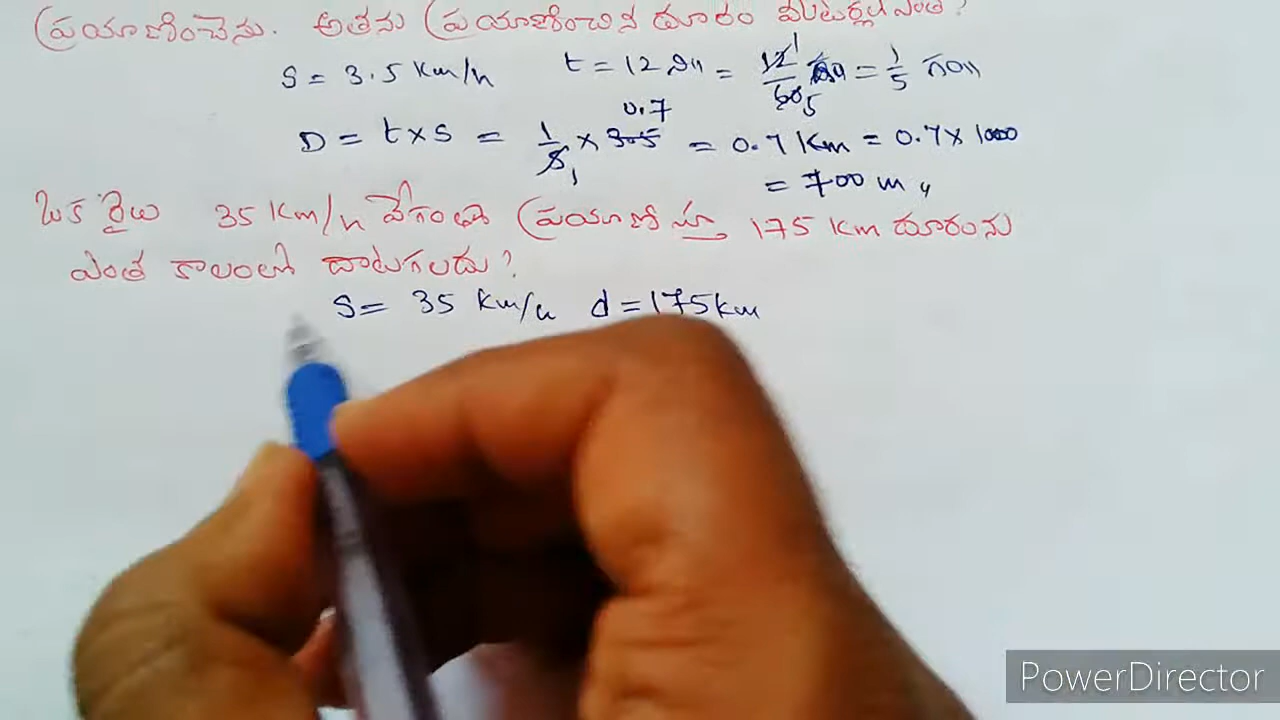 ప్రయాణించెను. అతను ప్రయాణించిన దూరం మీటర్లలో ఎంత?
S = 3.5 Km/h t = 12 ని॥ = 12/60 గం॥ = 1/5 గం॥
0.7
D = t x s = 1/5 x 3.5 = 0.7 Km = 0.7 x 1000
= 700 m
ఒక రైలు 35 Km/h వేగంతో ప్రయాణిస్తూ 175 Km దూరంను
ఎంత కాలంలో దాటగలదు?
S = 35 Km/h d = 175 km
PowerDirector